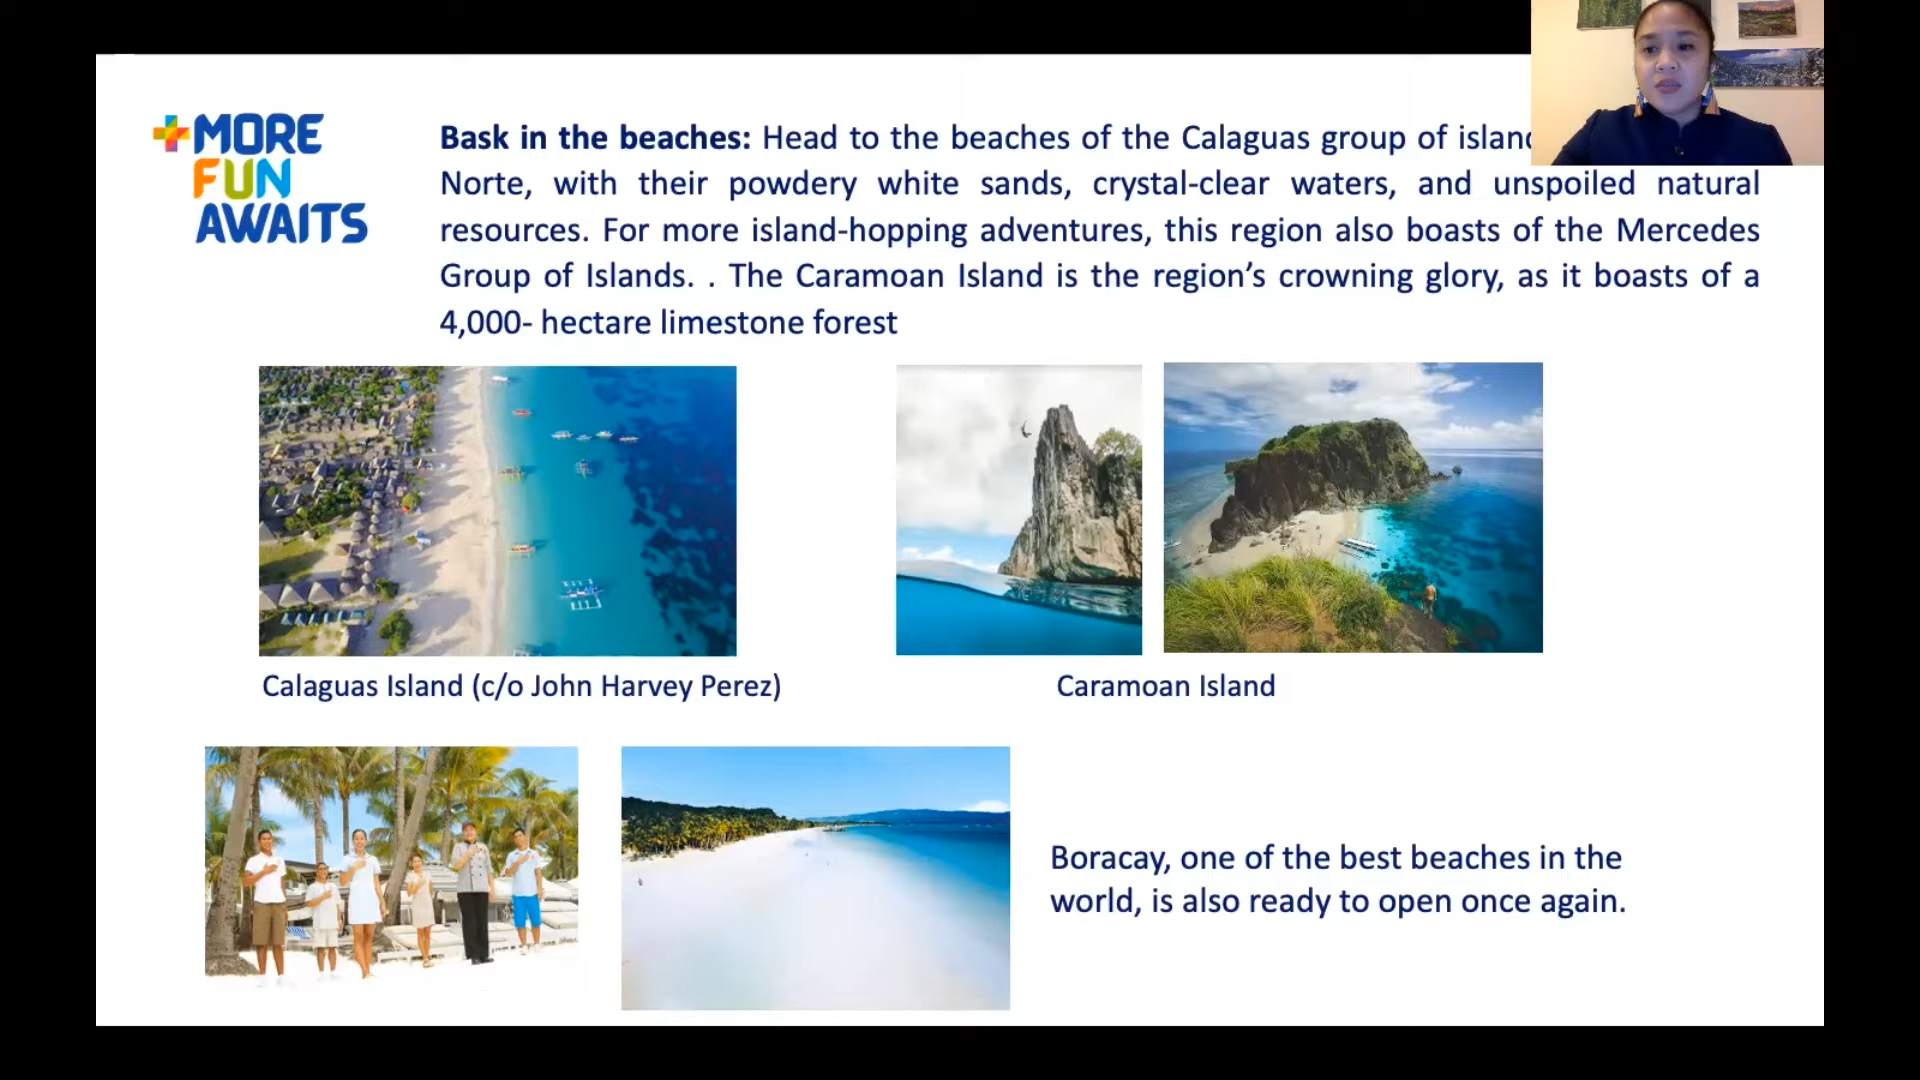 +MORE
FUN
AWAITS
Bask in the beaches: Head to the beaches of the Calaguas group of
Norte, with their powdery white sands, crystal-clear waters, and unspoiled natural
resources. For more island-hopping adventures, this region also boasts of the Mercedes
Group of Islands. . The Caramoan Island is the region’s crowning glory, as it boasts of a
4,000- hectare limestone forest
Calaguas Island (c/o John Harvey Perez)
Caramoan Island
Boracay, one of the best beaches in the
world, is also ready to open once again.